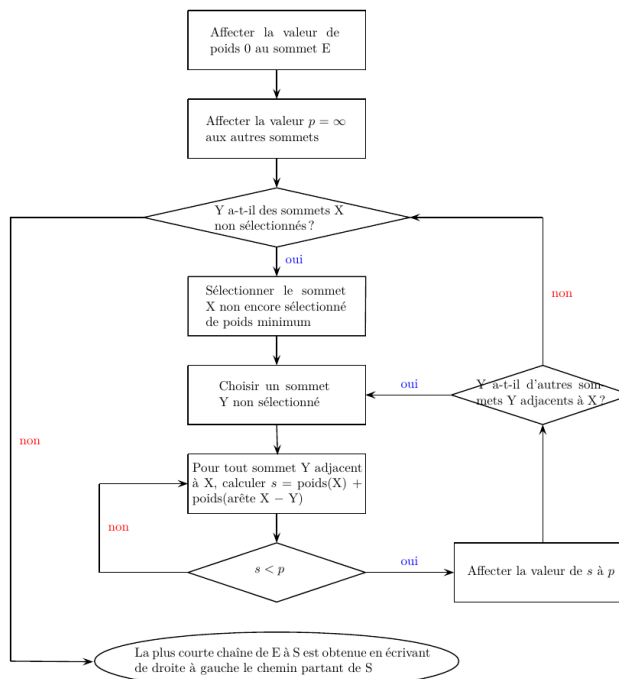 Affecter la valeur de
poids 0 au sommet E
Affecter la valeur p = ∞
aux autres sommets
Y a-t-il des sommets X
non sélectionnés ?
oui
Sélectionner le sommet
X non encore sélectionné
de poids minimum
non
Choisir un sommet
Y non sélectionné
oui
Y a-t-il d'autres som-
mets Y adjacents à X ?
non
Pour tout sommet Y adjacent
à X, calculer s = poids(X) +
poids(arête X − Y)
non
s < p
oui
Affecter la valeur de s à p
La plus courte chaîne de E à S est obtenue en écrivant
de droite à gauche le chemin partant de S